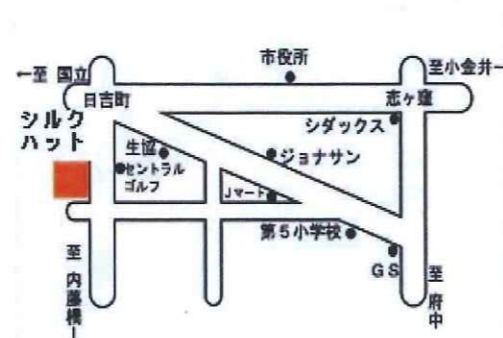 市役所
←至 国立
至小金井→
日吉町
恋ヶ窪
シルク
ハット
シダックス
生協
ジョナサン
セントラル
ゴルフ
Jマート
第5小学校
GS
至 内藤橋
至 府中